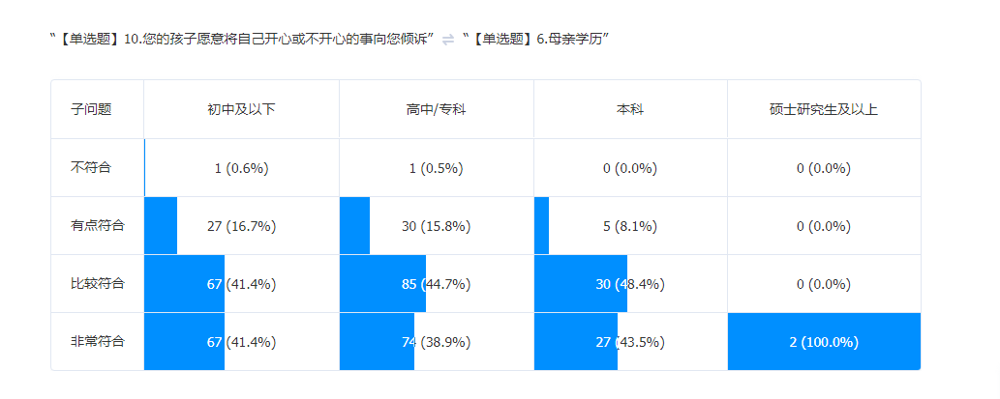 “【单选题】10.您的孩子愿意将自己开心或不开心的事向您倾诉” ⇌ “【单选题】6.母亲学历”
子问题 初中及以下 高中/专科 本科 硕士研究生及以上
不符合 1 (0.6%) 1 (0.5%) 0 (0.0%) 0 (0.0%)
有点符合 27 (16.7%) 30 (15.8%) 5 (8.1%) 0 (0.0%)
比较符合 67 (41.4%) 85 (44.7%) 30 (48.4%) 0 (0.0%)
非常符合 67 (41.4%) 74 (38.9%) 27 (43.5%) 2 (100.0%)